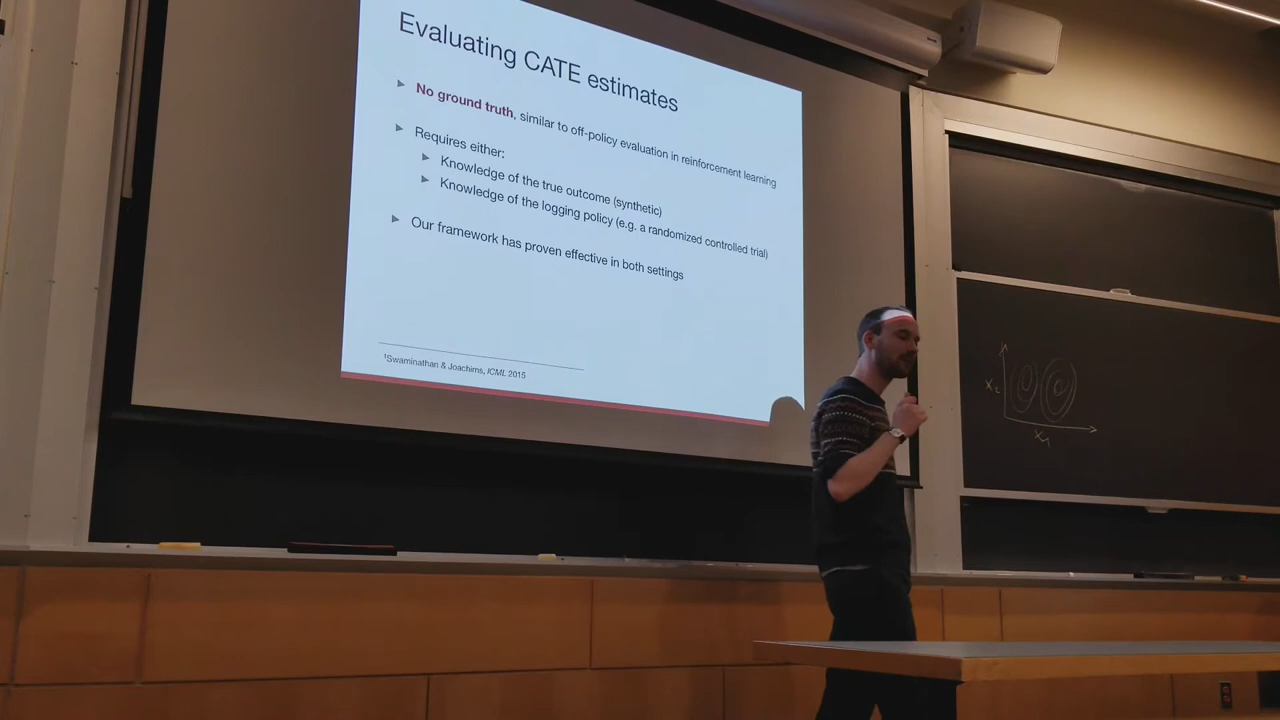 Evaluating CATE estimates
No ground truth, similar to off-policy evaluation in reinforcement learning
Requires either:
Knowledge of the true outcome (synthetic)
Knowledge of the logging policy (e.g. a randomized controlled trial)
Our framework has proven effective in both settings
1Swaminathan & Joachims, ICML 2015
x2
x1